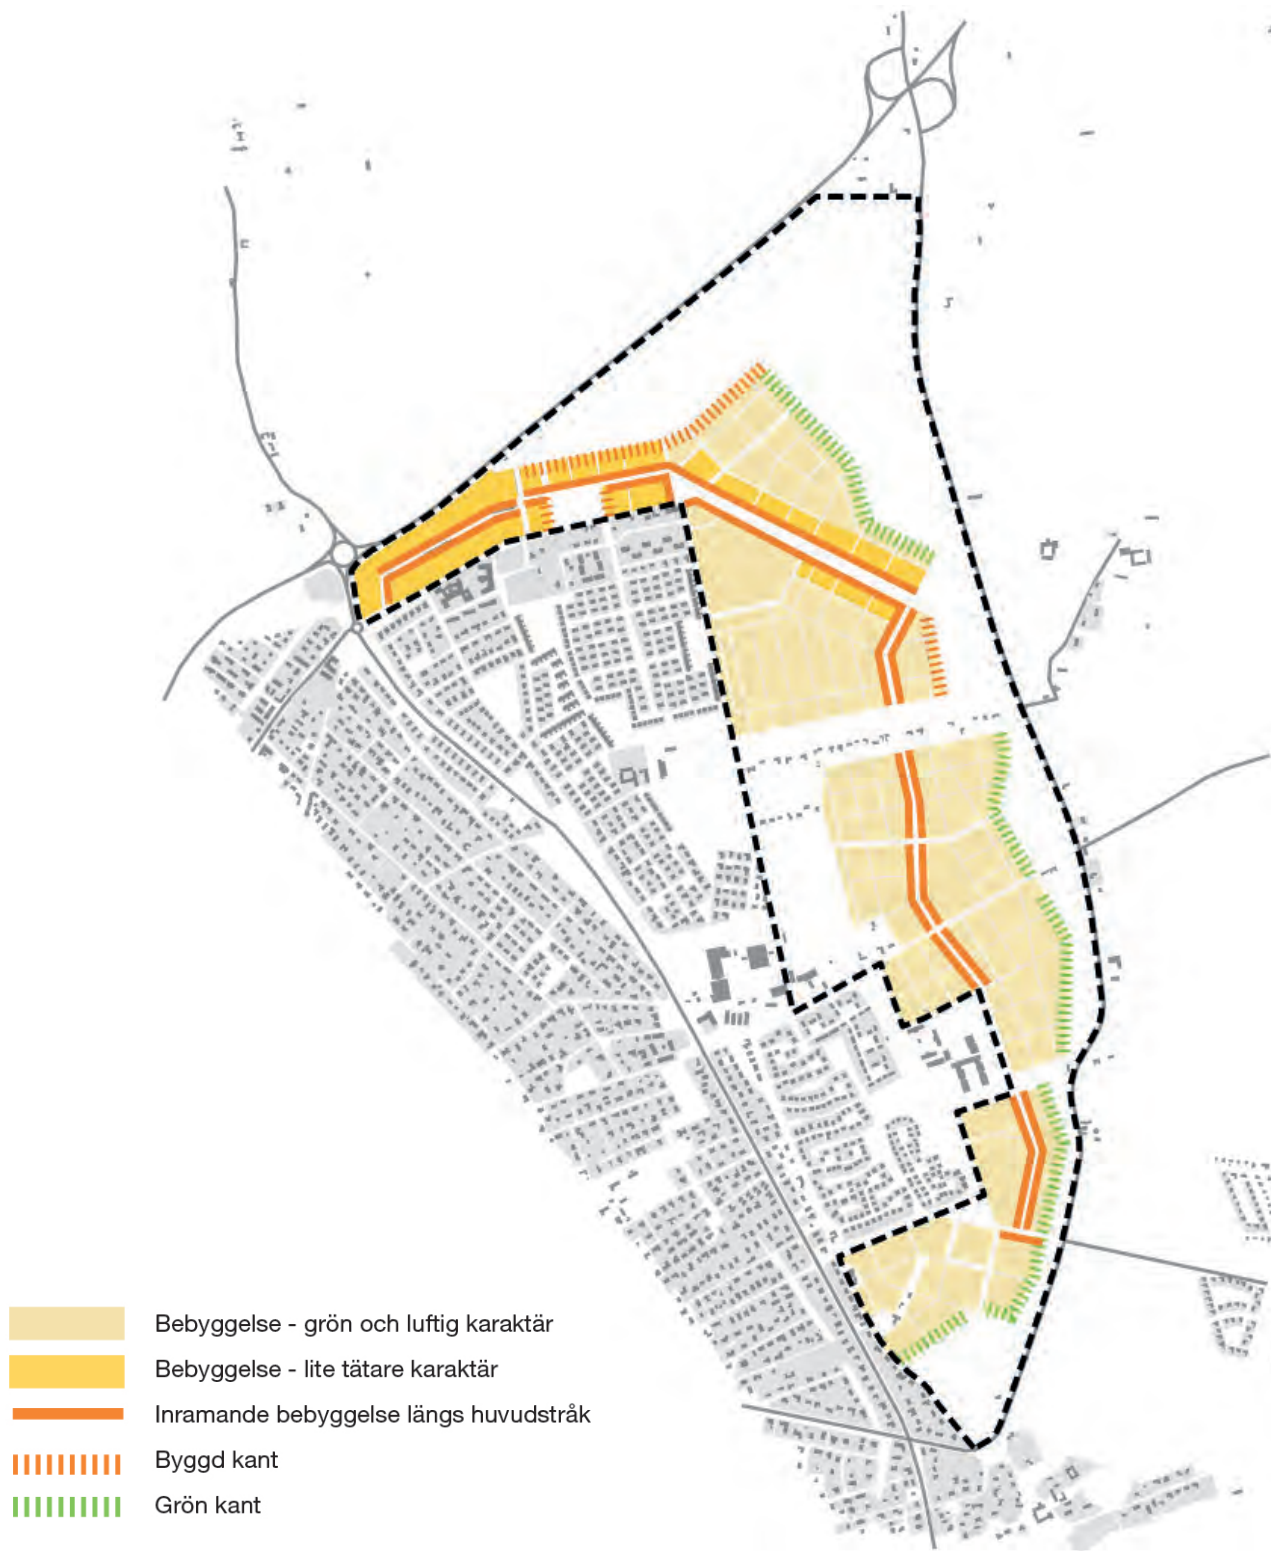 Bebyggelse - grön och luftig karaktär
Bebyggelse - lite tätare karaktär
Inramande bebyggelse längs huvudstråk
Byggd kant
Grön kant